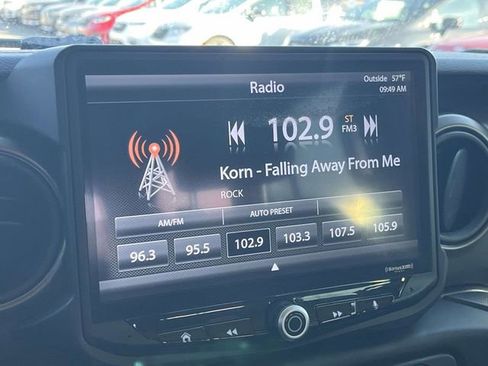 Radio
Outside 57°F
09:49 AM
102.9 ST
FM3
Korn - Falling Away From Me
ROCK
AM/FM AUTO PRESET
96.3 95.5 102.9 103.3 107.5 105.9
SiriusXM